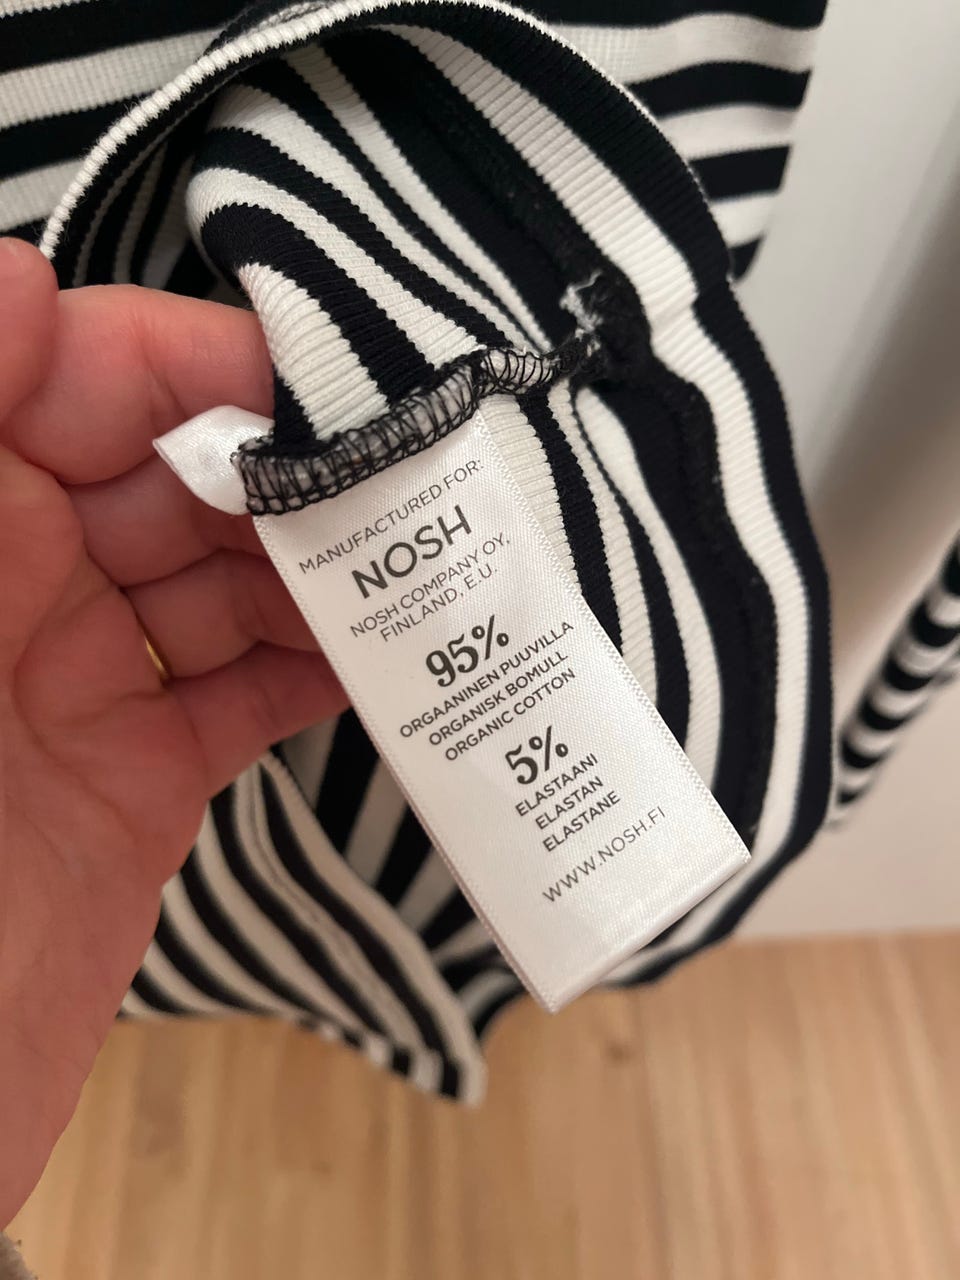 MANUFACTURED FOR:
NOSH
NOSH COMPANY OY,
FINLAND, E.U.
95%
ORGAANINEN PUUVILLA
ORGANISK BOMULL
ORGANIC COTTON
5%
ELASTAANI
ELASTAN
ELASTANE
WWW.NOSH.FI